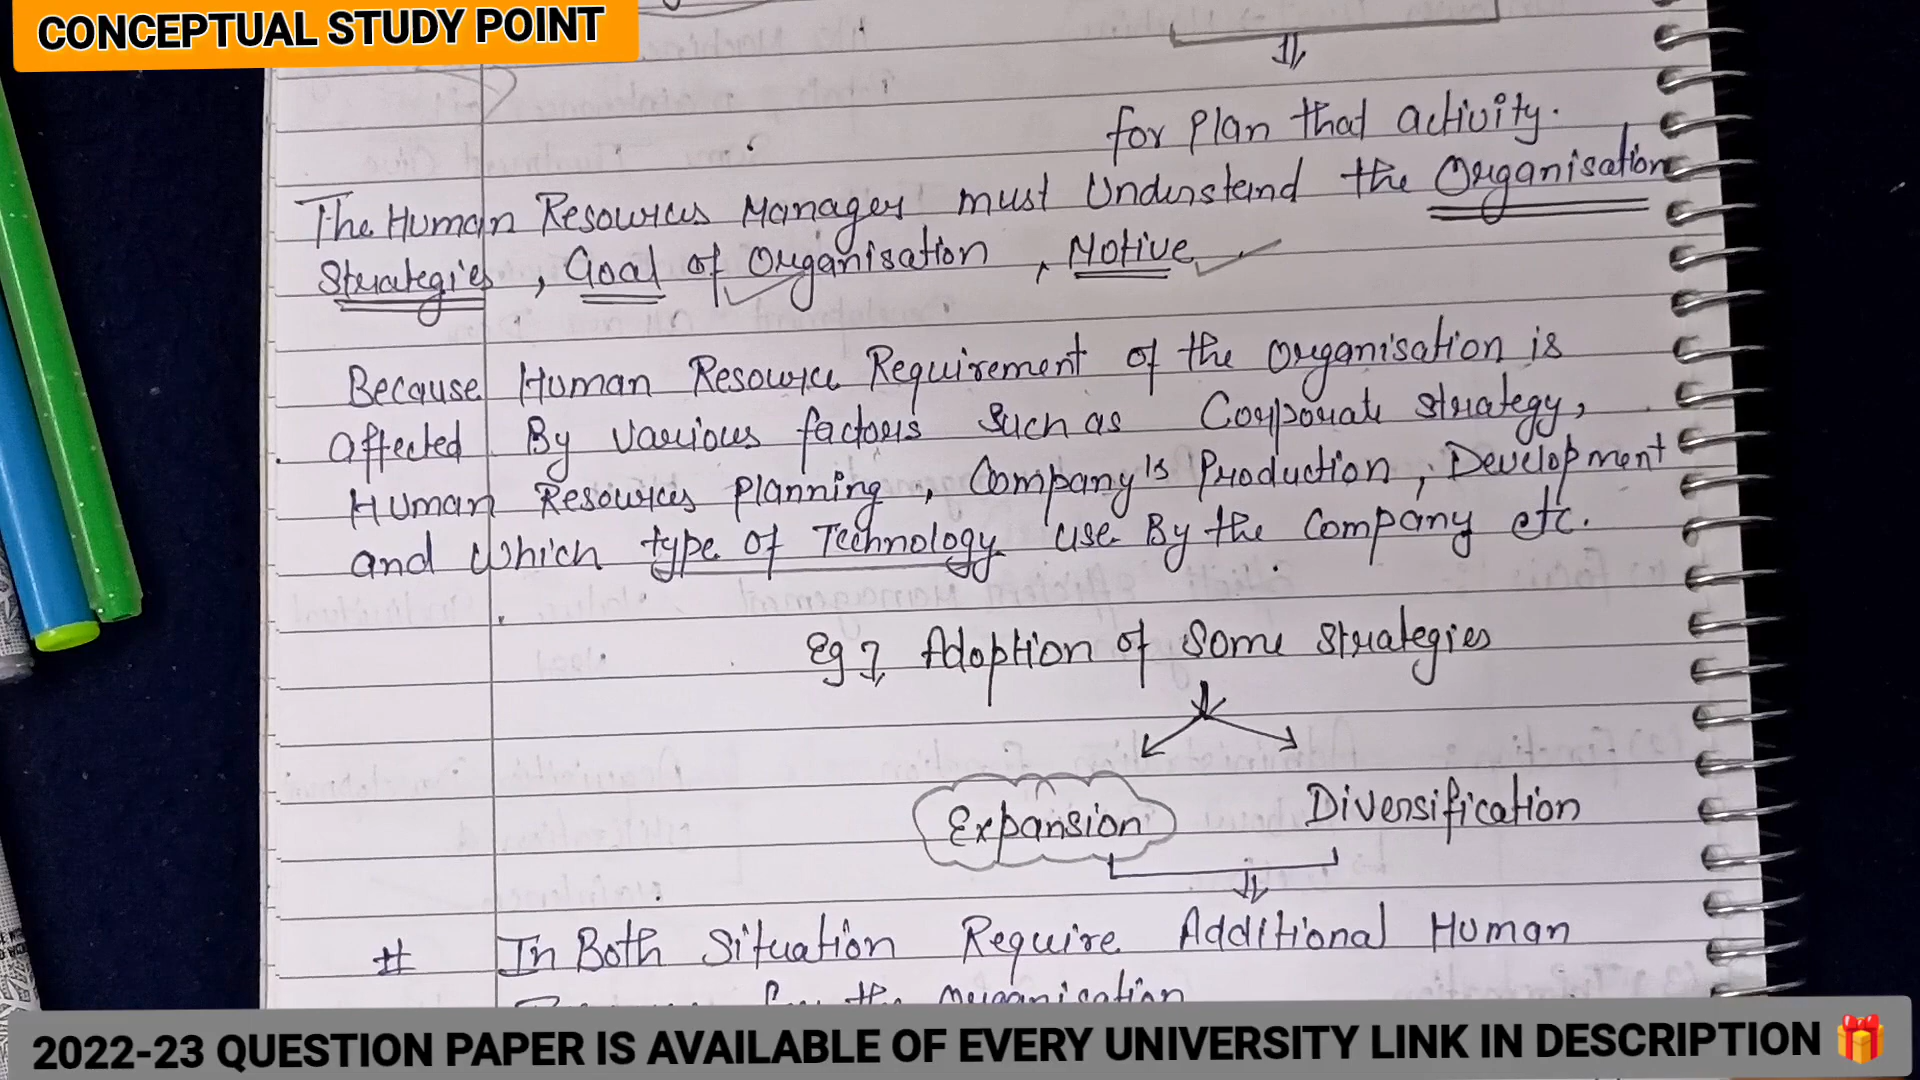 CONCEPTUAL STUDY POINT
for Plan that activity.
The Human Resources Manager must Understand the Organisation
Strategies, Goal of Organisation, Motive
Because Human Resource Requirement of the Organisation is
affected By Various factors Such as Corporate Strategy,
Human Resources Planning, Company's Production, Development
and Which type of Technology use By the Company etc.
Eg Adoption of Some Strategies
Expansion Diversification
# In Both Situation Require Additional Human
for the organisation
2022-23 QUESTION PAPER IS AVAILABLE OF EVERY UNIVERSITY LINK IN DESCRIPTION